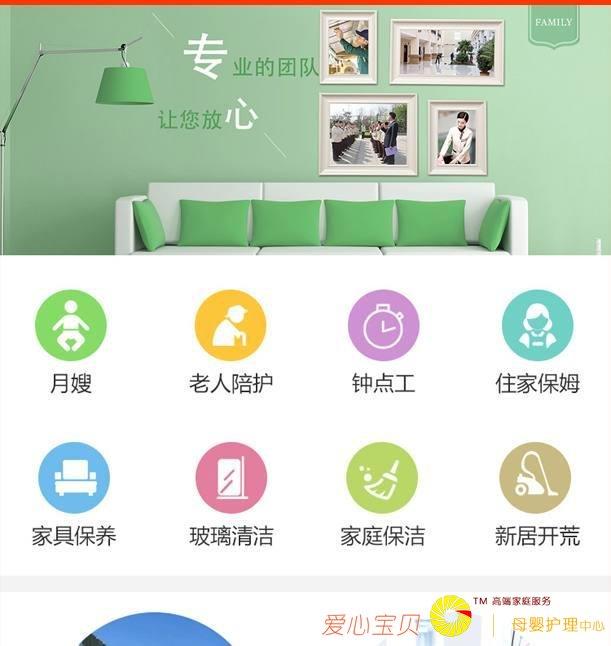 FAMILY
专业的团队
让您放心
月嫂 老人陪护 钟点工 住家保姆
家具保养 玻璃清洁 家庭保洁 新居开荒
TM 高端家庭服务
爱心宝贝 母婴护理中心